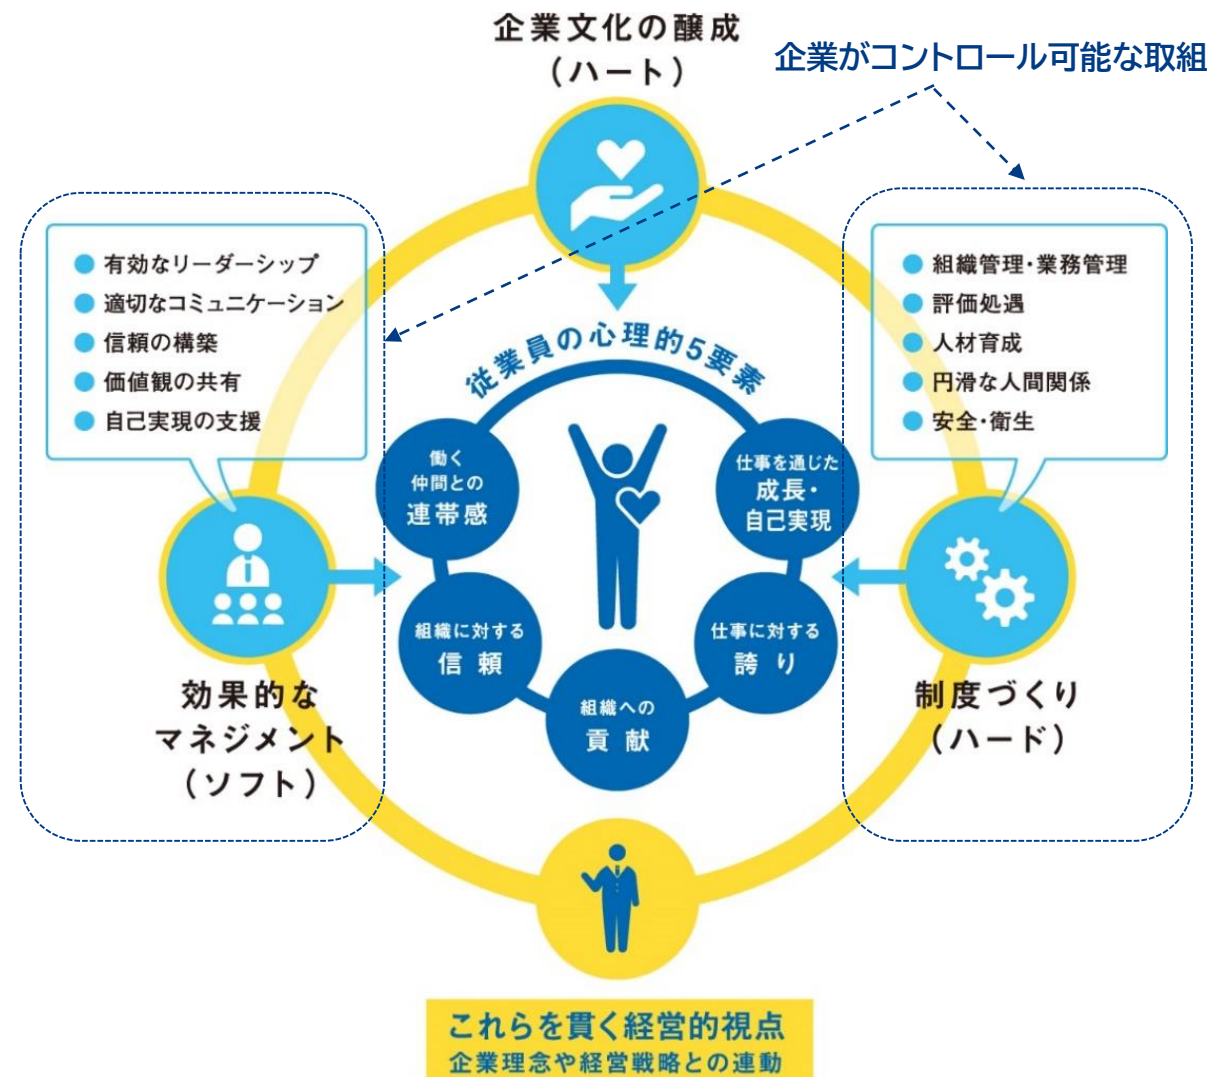 企業文化の醸成
（ハート）
企業がコントロール可能な取組
● 有効なリーダーシップ
● 適切なコミュニケーション
● 信頼の構築
● 価値観の共有
● 自己実現の支援
● 組織管理・業務管理
● 評価処遇
● 人材育成
● 円滑な人間関係
● 安全・衛生
従業員の心理的5要素
働く
仲間との
連帯感
仕事を通じた
成長・
自己実現
組織に対する
信頼
仕事に対する
誇り
組織への
貢献
効果的な
マネジメント
（ソフト）
制度づくり
（ハード）
これらを貫く経営的視点
企業理念や経営戦略との連動